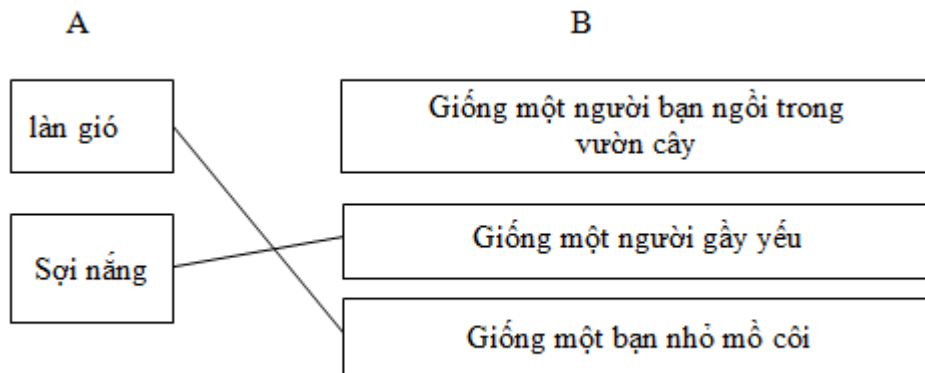 A
B
làn gió
Giống một người bạn ngồi trong
vườn cây
Sợi nắng
Giống một người gầy yếu
Giống một bạn nhỏ mồ côi